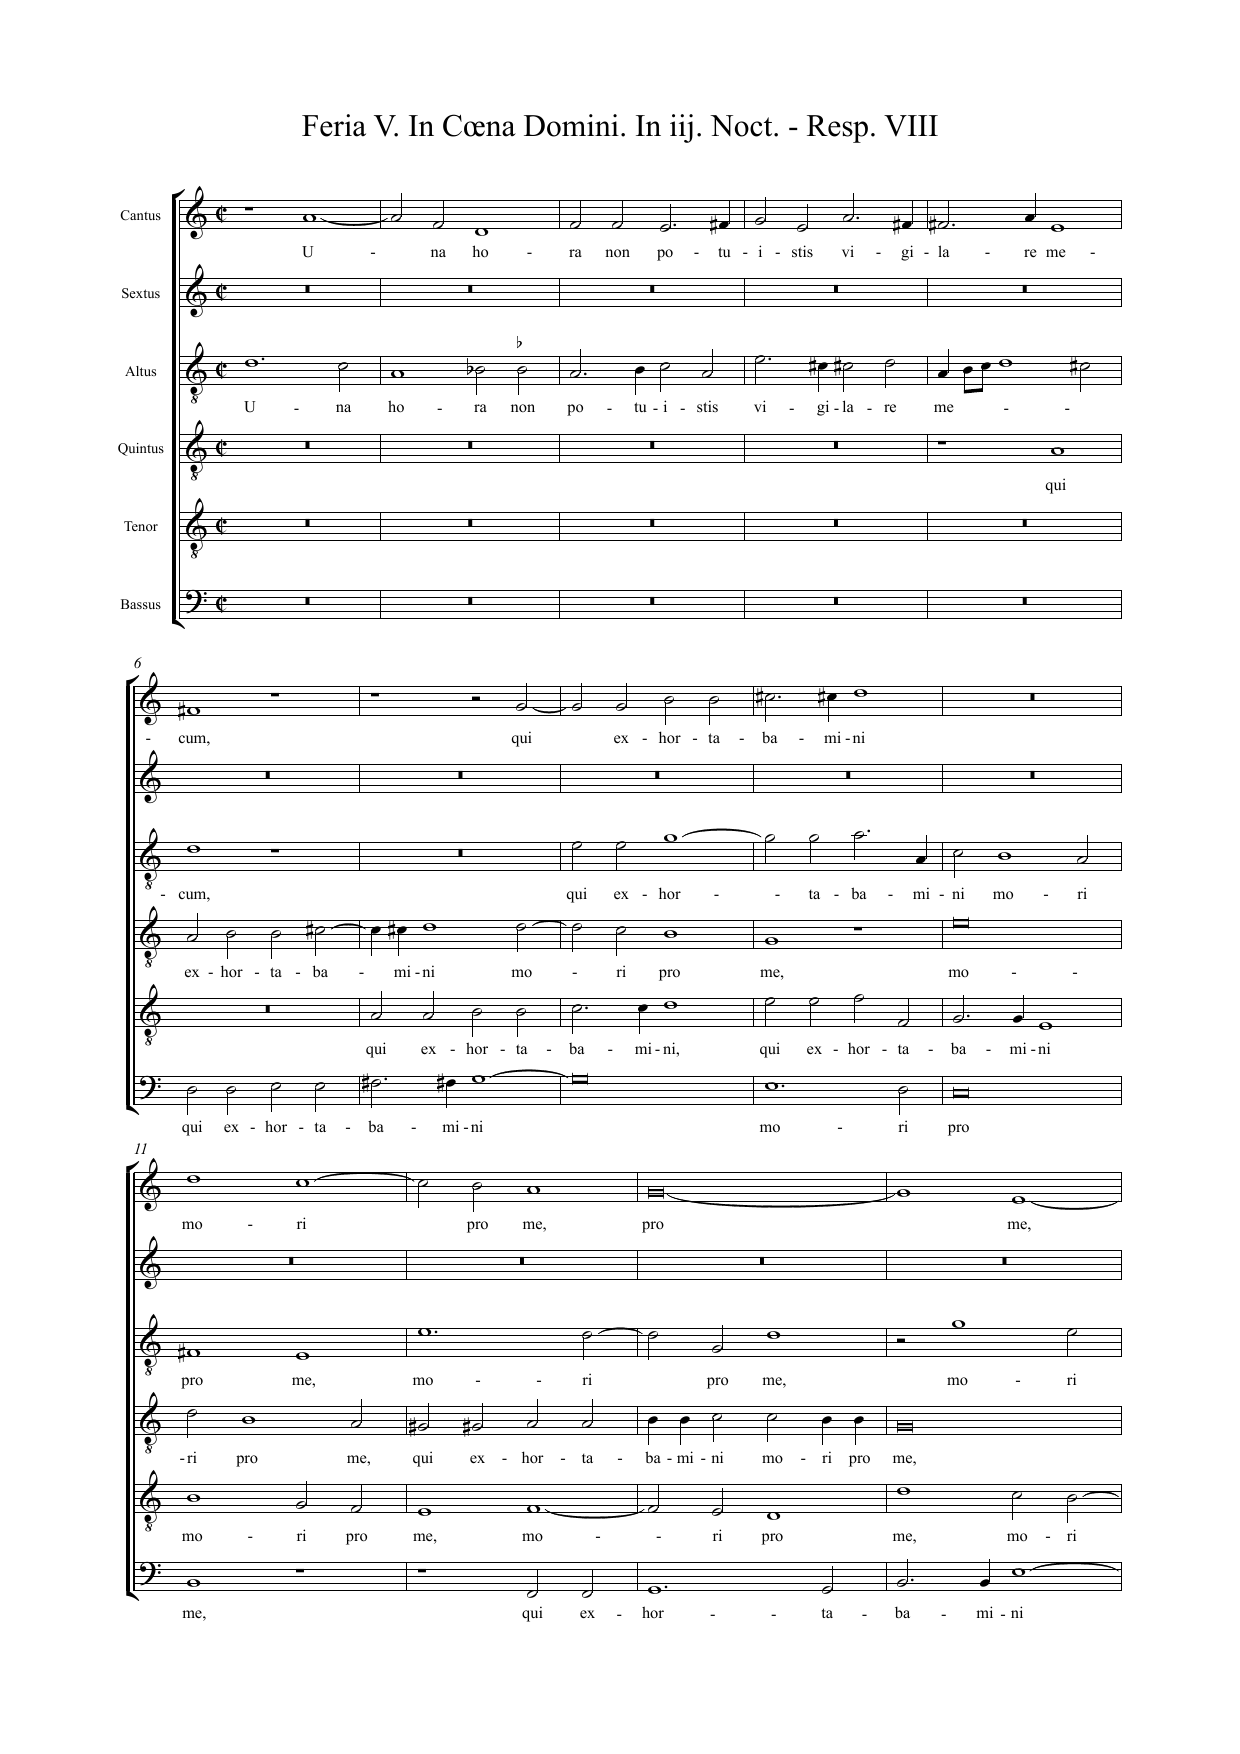 Feria V. In Cœna Domini. In iij. Noct. - Resp. VIII
Cantus
U - na ho - ra non po - tu - i - stis vi - gi - la - re me -
Sextus
Altus
U - na ho - ra non po - tu - i - stis vi - gi - la - re me - - -
Quintus
qui
Tenor
Bassus
6
- cum, qui ex - hor - ta - ba - mi - ni
- cum, qui ex - hor - - ta - ba - mi - ni mo - ri
ex - hor - ta - ba - mi - ni mo - ri pro me, mo - -
qui ex - hor - ta - ba - mi - ni, qui ex - hor - ta - ba - mi - ni
qui ex - hor - ta - ba - mi - ni mo - ri pro
11
mo - ri pro me, pro me,
pro me, mo - - ri pro me, mo - ri
- ri pro me, qui ex - hor - ta - ba - mi - ni mo - ri pro me,
mo - ri pro me, mo - - ri pro me, mo - ri
me, qui ex - hor - - ta - ba - mi - ni